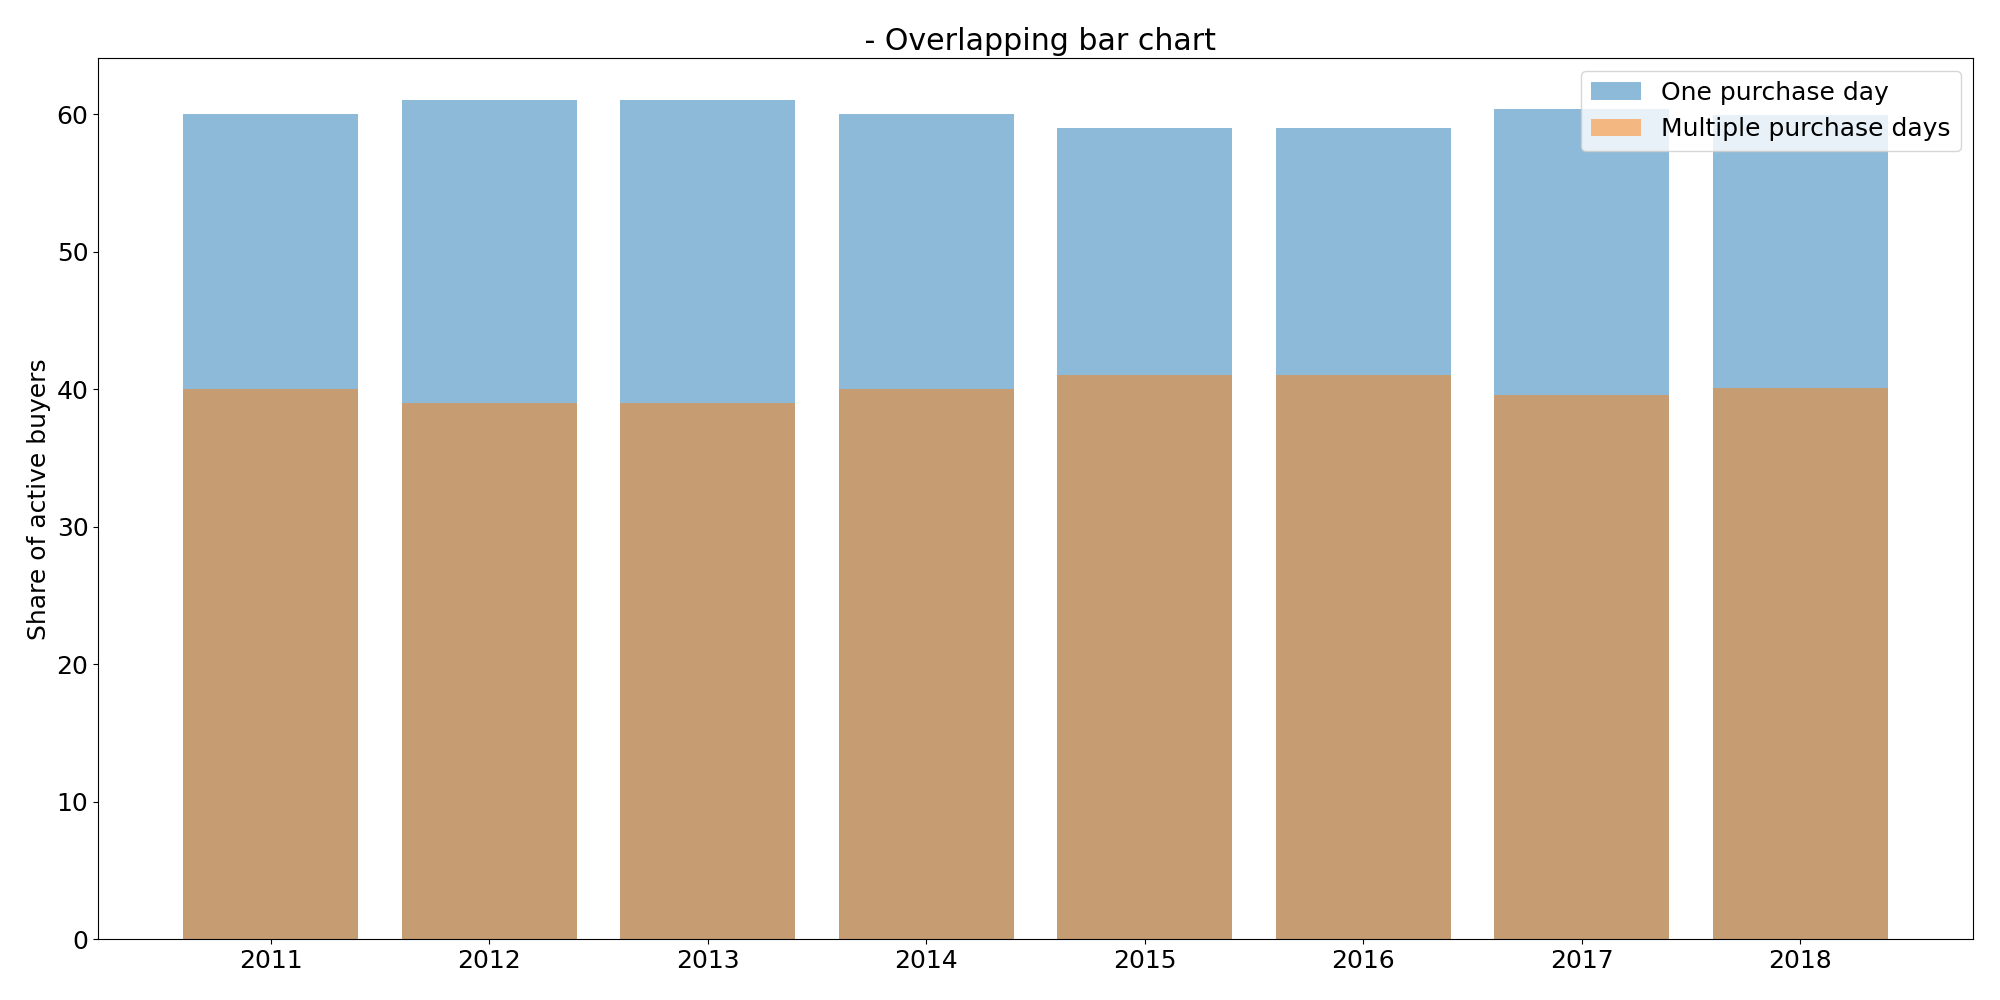 - Overlapping bar chart
One purchase day
Multiple purchase days
Share of active buyers
60
50
40
30
20
10
0
2011 2012 2013 2014 2015 2016 2017 2018